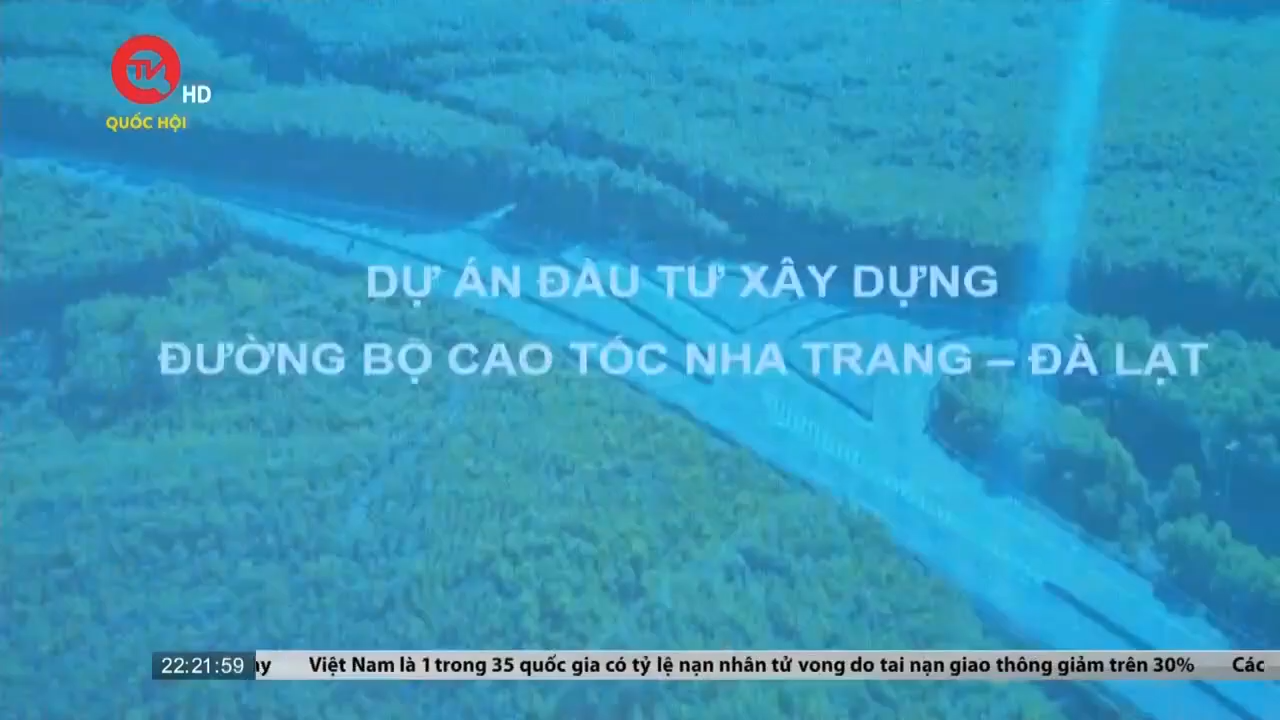 TV
HD
QUỐC HỘI
DỰ ÁN ĐẦU TƯ XÂY DỰNG
ĐƯỜNG BỘ CAO TỐC NHA TRANG – ĐÀ LẠT
22:21:59 ày Việt Nam là 1 trong 35 quốc gia có tỷ lệ nạn nhân tử vong do tai nạn giao thông giảm trên 30% Các